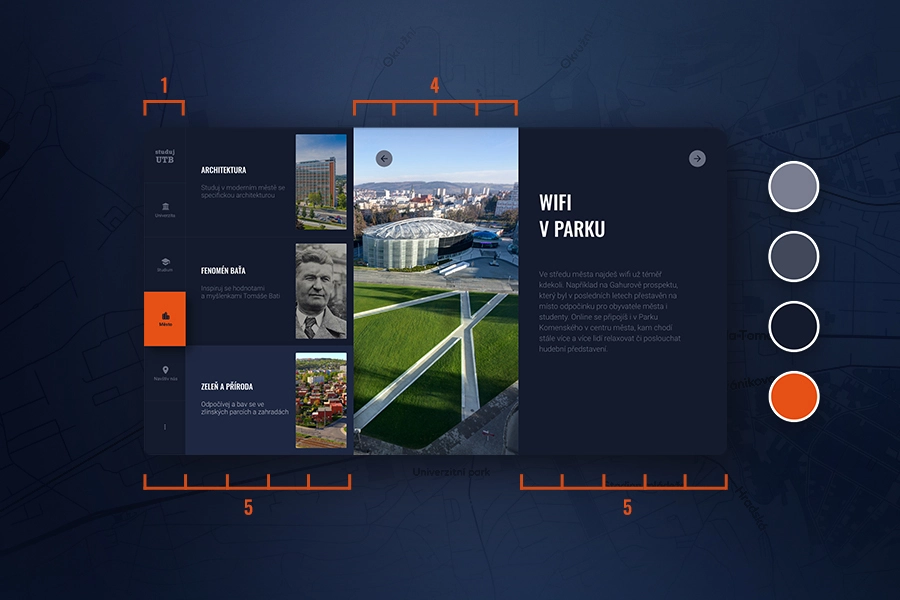 Okružní
1
4
studuj
UTB
Univerzita
Studium
Město
Navštiv nás
ARCHITEKTURA
Studuj v moderním městě se
specifickou architekturou
FENOMÉN BAŤA
Inspiruj se hodnotami
a myšlenkami Tomáše Bati
ZELEŇ A PŘÍRODA
Odpočívej a bav se ve
zlínských parcích a zahradách
WIFI
V PARKU
Ve středu města najdeš wifi už téměř
kdekoli. Například na Gahurově prospektu,
který byl v posledních letech přestavěn na
místo odpočinku pro obyvatele města i
studenty. Online se připojíš i v Parku
Komenského v centru města, kam chodí
stále více a více lidí relaxovat či poslouchat
hudební představení.
Univerzitní park
5
5